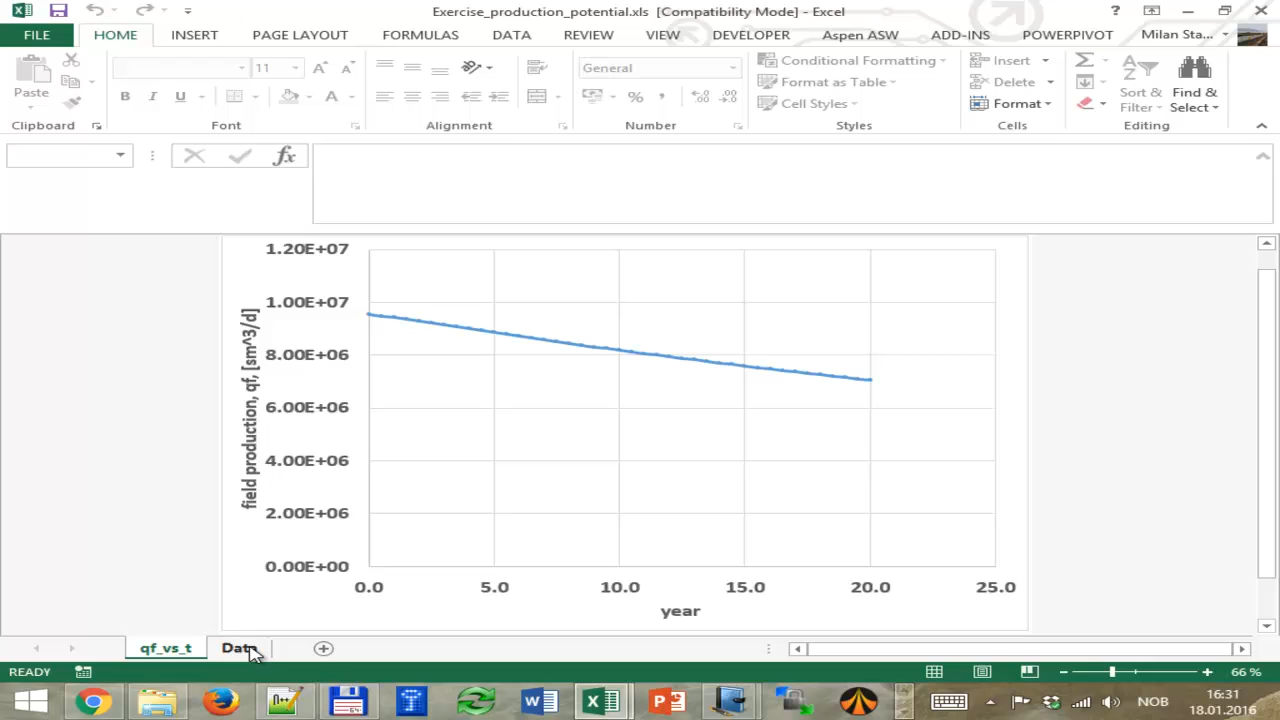 Exercise_production_potential.xls [Compatibility Mode] - Excel
?
FILE HOME INSERT PAGE LAYOUT FORMULAS DATA REVIEW VIEW DEVELOPER Aspen ASW ADD-INS POWERPIVOT Milan Sta...
Paste
11
B I U
General
% ,
Conditional Formatting
Format as Table
Cell Styles
Insert
Delete
Format
Sort & Filter
Find & Select
Clipboard Font Alignment Number Styles Cells Editing
fx
1.20E+07
1.00E+07
8.00E+06
6.00E+06
4.00E+06
2.00E+06
0.00E+00
field production, qf, [sm^3/d]
0.0 5.0 10.0 15.0 20.0 25.0
year
qf_vs_t Data
READY 66 %
NOB
16:31
18.01.2016